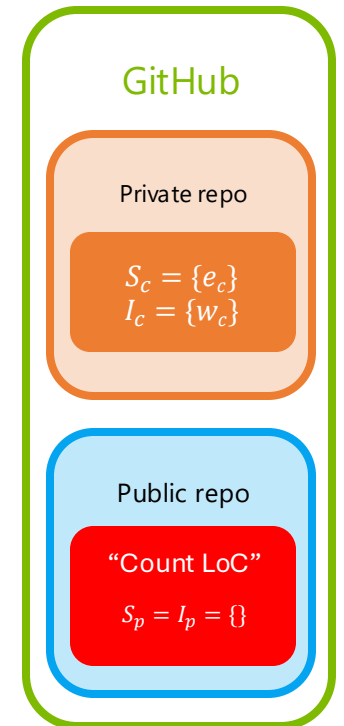 GitHub
Private repo
S_c = {e_c}
I_c = {w_c}
Public repo
“Count LoC”
S_p = I_p = {}